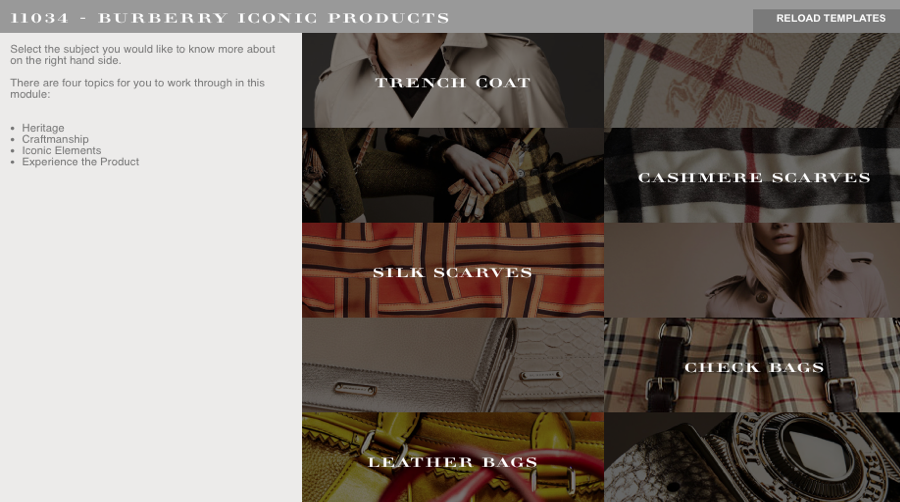 11034 - BURBERRY ICONIC PRODUCTS
RELOAD TEMPLATES
Select the subject you would like to know more about
on the right hand side.
There are four topics for you to work through in this
module:
• Heritage
• Craftmanship
• Iconic Elements
• Experience the Product
TRENCH COAT
CASHMERE SCARVES
SILK SCARVES
CHECK BAGS
LEATHER BAGS